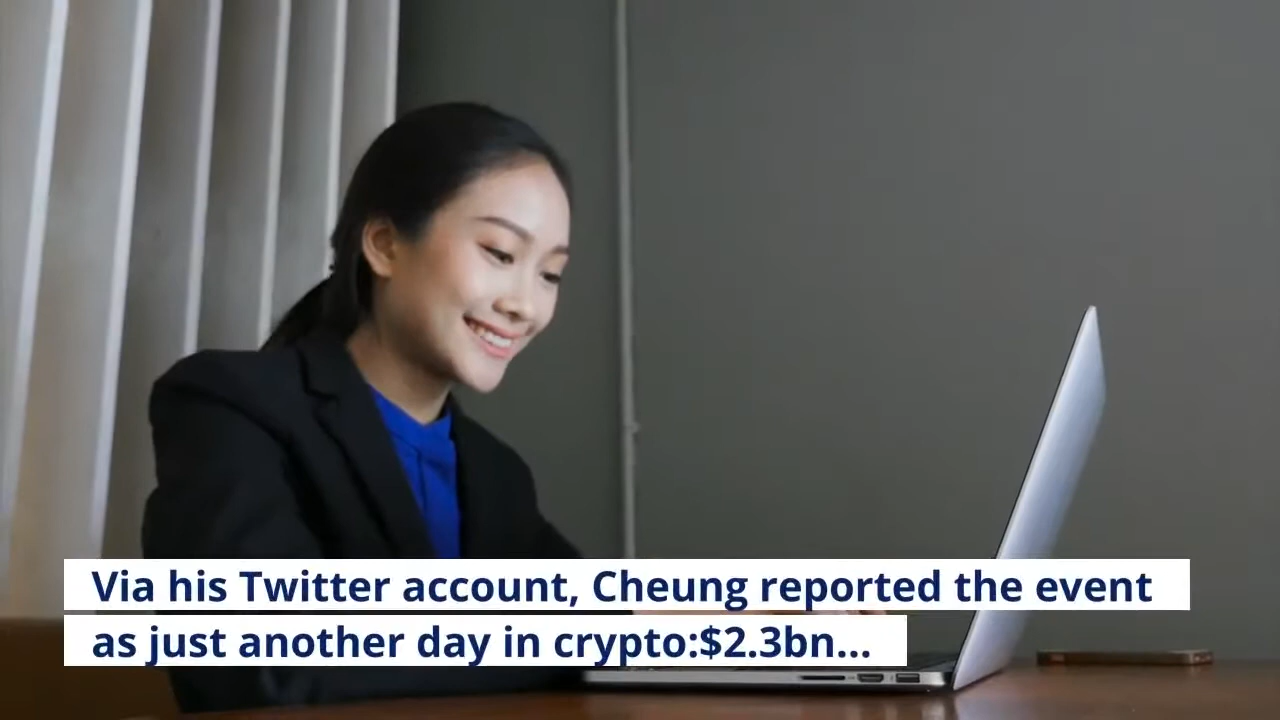 Via his Twitter account, Cheung reported the event
as just another day in crypto:$2.3bn...